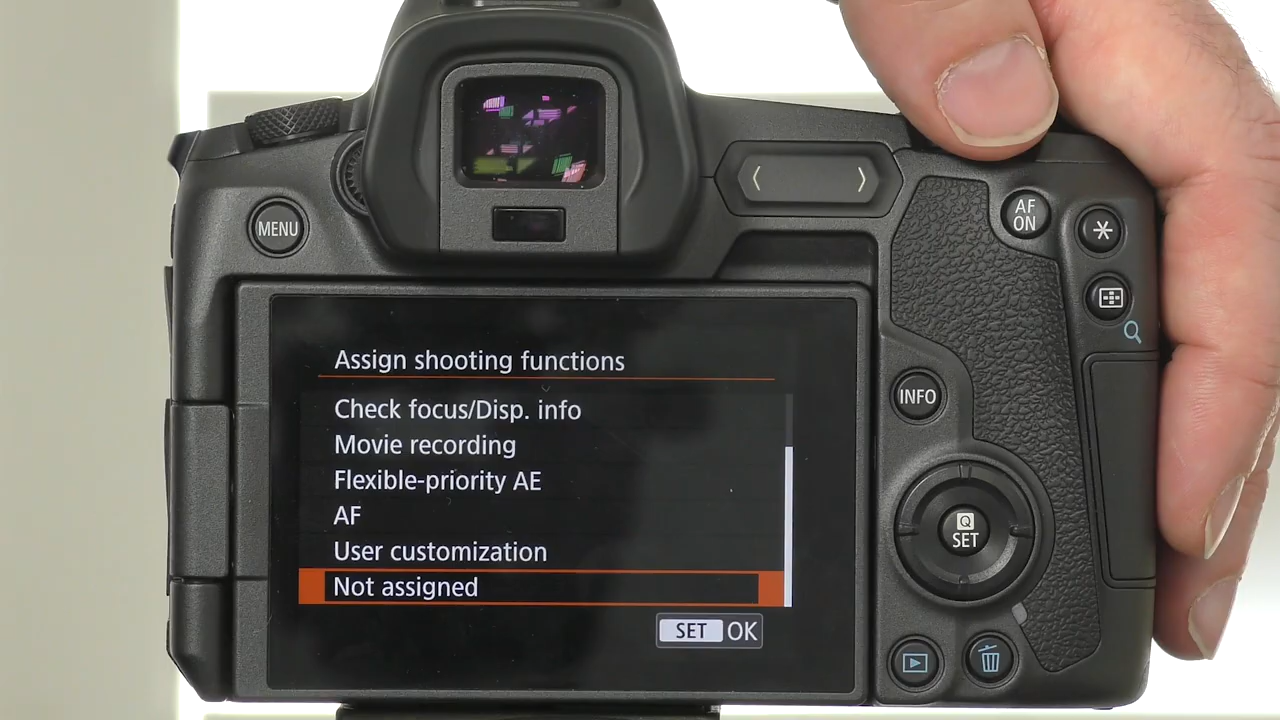 MENU
AF
ON
INFO
Q
SET
Assign shooting functions
Check focus/Disp. info
Movie recording
Flexible-priority AE
AF
User customization
Not assigned
SET OK